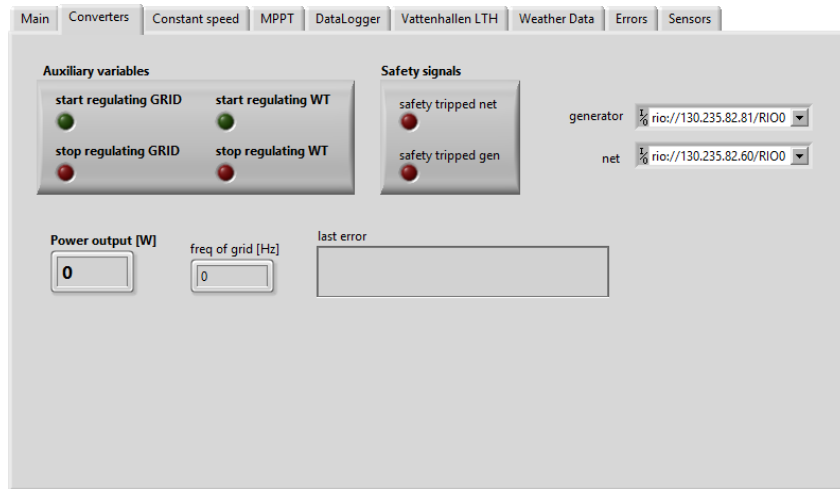 Main Converters Constant speed MPPT DataLogger Vattenhallen LTH Weather Data Errors Sensors
Auxiliary variables
start regulating GRID start regulating WT
stop regulating GRID stop regulating WT
Safety signals
safety tripped net
safety tripped gen
generator rio://130.235.82.81/RIO0
net rio://130.235.82.60/RIO0
Power output [W]
0
freq of grid [Hz]
0
last error